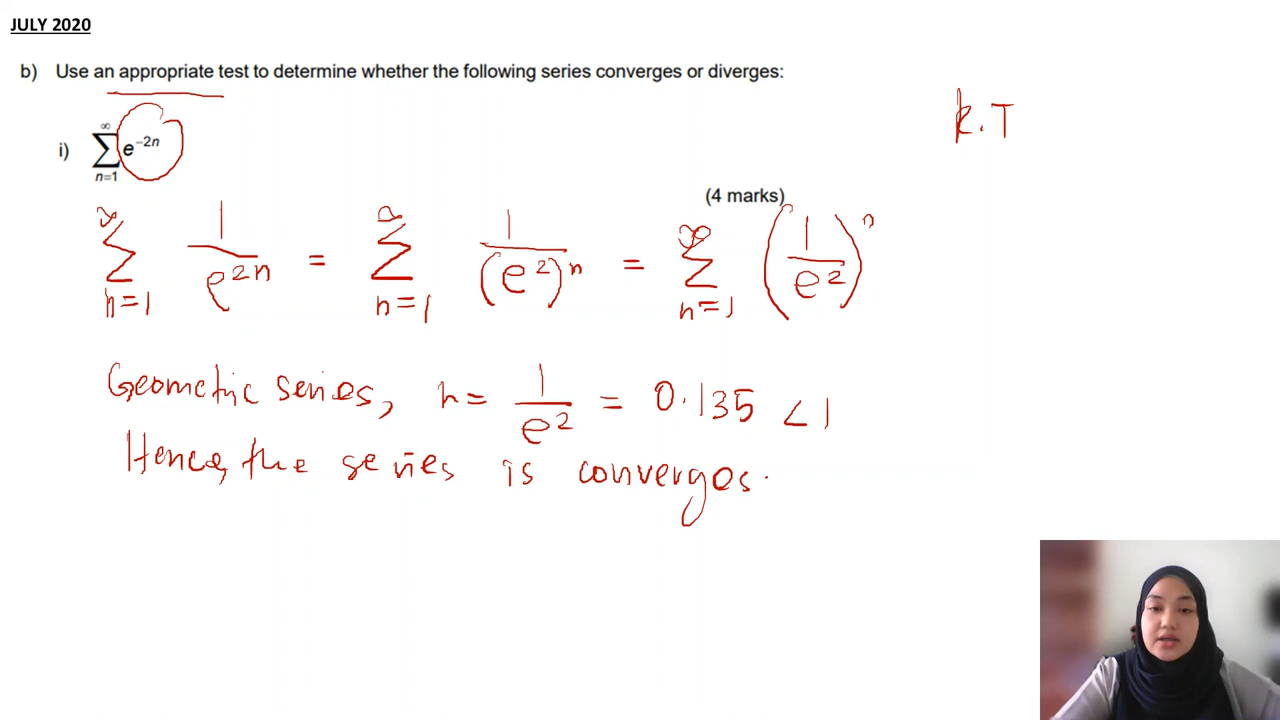 JULY 2020
b) Use an appropriate test to determine whether the following series converges or diverges:
k.T
i) ∑_{n=1}^{∞} e^{-2n}
(4 marks)
∑_{n=1}^{∞} 1/e^{2n} = ∑_{n=1}^{∞} 1/(e^2)^n = ∑_{n=1}^{∞} (1/e^2)^n
Geometric series, r = 1/e^2 = 0.135 < 1
Hence, the series is converges.